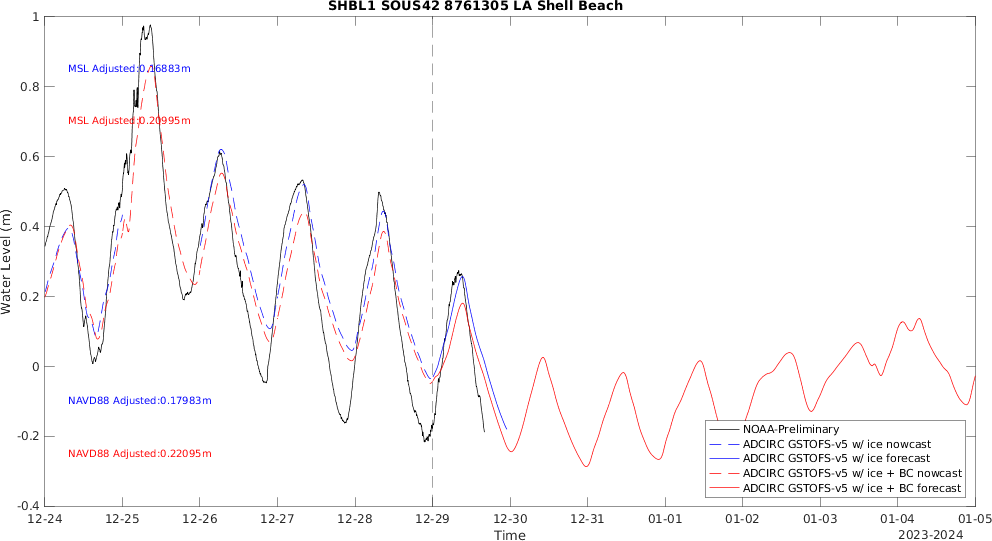 SHBL1 SOUS42 8761305 LA Shell Beach
1
0.8
0.6
0.4
0.2
0
-0.2
-0.4
Water Level (m)
MSL Adjusted:0.16883m
MSL Adjusted:0.20995m
NAVD88 Adjusted:0.17983m
NAVD88 Adjusted:0.22095m
NOAA-Preliminary
ADCIRC GSTOFS-v5 w/ ice nowcast
ADCIRC GSTOFS-v5 w/ ice forecast
ADCIRC GSTOFS-v5 w/ ice + BC nowcast
ADCIRC GSTOFS-v5 w/ ice + BC forecast
12-24 12-25 12-26 12-27 12-28 12-29 12-30 12-31 01-01 01-02 01-03 01-04 01-05
Time
2023-2024